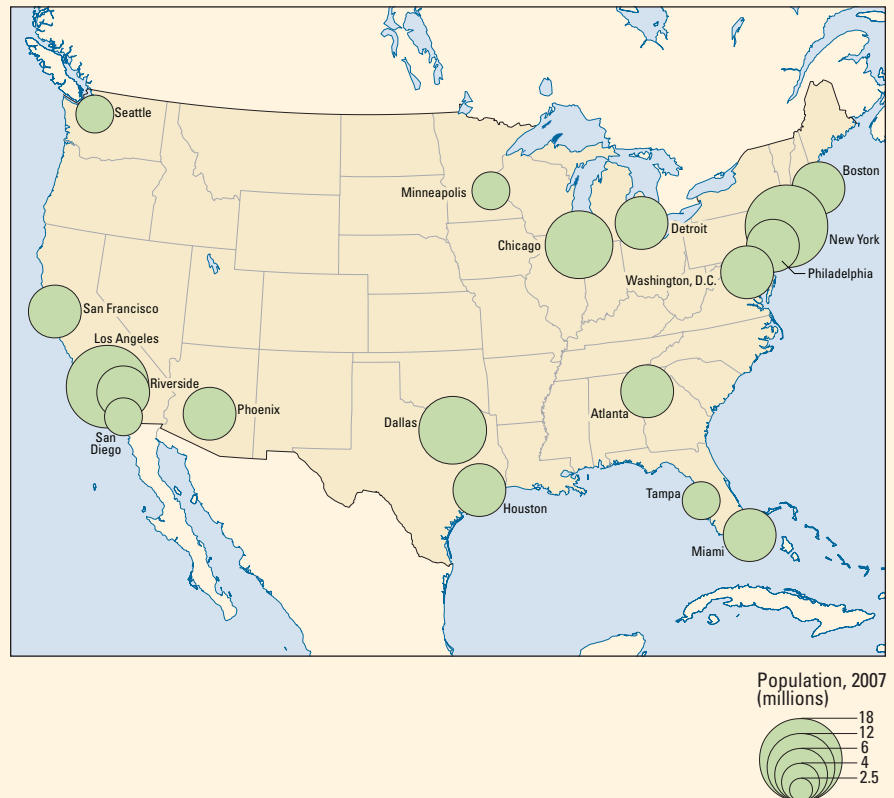 Seattle
Minneapolis
Boston
Chicago
Detroit
New York
Philadelphia
Washington, D.C.
San Francisco
Los Angeles
Riverside
Phoenix
San
Diego
Dallas
Atlanta
Houston
Tampa
Miami
Population, 2007
(millions)
18
12
6
4
2.5